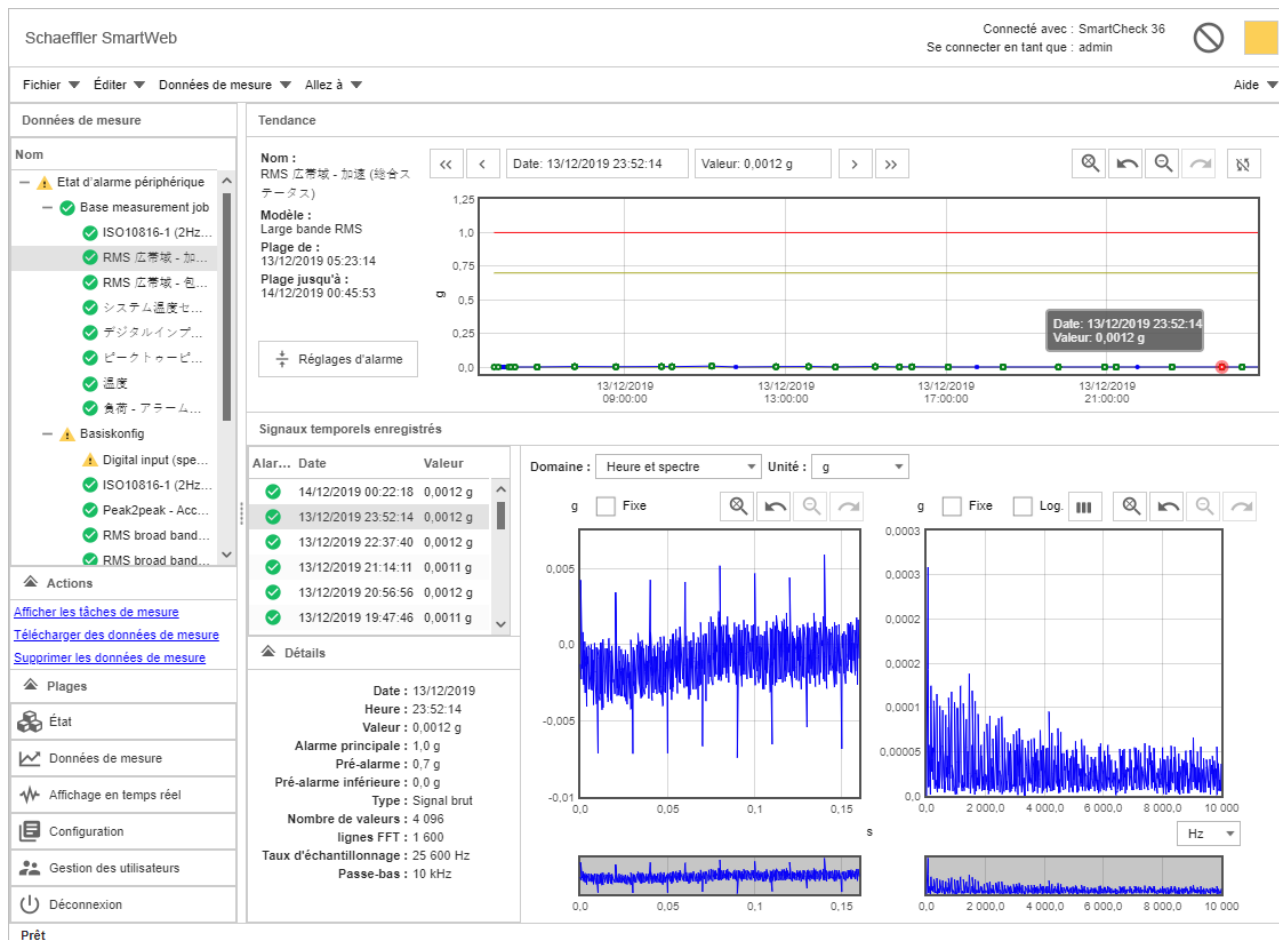 Schaeffler SmartWeb
Connecté avec : SmartCheck 36
Se connecter en tant que : admin
Fichier Éditer Données de mesure Allez à Aide
Données de mesure
Nom
Etat d'alarme périphérique
Base measurement job
ISO10816-1 (2Hz...
RMS 広帯域 - 加...
RMS 広帯域 - 包...
システム温度セ...
デジタルインプ...
ピークトゥーピ...
温度
負荷 - アラーム...
Basiskonfig
Digital input (spe...
ISO10816-1 (2Hz...
Peak2peak - Acc...
RMS broad band...
RMS broad band...
Actions
Afficher les tâches de mesure
Télécharger des données de mesure
Supprimer les données de mesure
Plages
État
Données de mesure
Affichage en temps réel
Configuration
Gestion des utilisateurs
Déconnexion
Prêt
Tendance
Nom :
RMS 広帯域 - 加速 (総合ス
テータス)
Modèle :
Large bande RMS
Plage de :
13/12/2019 05:23:14
Plage jusqu'à :
14/12/2019 00:45:53
Réglages d'alarme
<< < Date: 13/12/2019 23:52:14 Valeur: 0,0012 g > >>
1,25
1,0
0,75
0,5
0,25
0,0
g
Date: 13/12/2019 23:52:14
Valeur: 0,0012 g
13/12/2019 13/12/2019 13/12/2019 13/12/2019
09:00:00 13:00:00 17:00:00 21:00:00
Signaux temporels enregistrés
Alar... Date Valeur
14/12/2019 00:22:18 0,0012 g
13/12/2019 23:52:14 0,0012 g
13/12/2019 22:37:40 0,0012 g
13/12/2019 21:14:11 0,0011 g
13/12/2019 20:56:56 0,0012 g
13/12/2019 19:47:46 0,0011 g
Détails
Date : 13/12/2019
Heure : 23:52:14
Valeur : 0,0012 g
Alarme principale : 1,0 g
Pré-alarme : 0,7 g
Pré-alarme inférieure : 0,0 g
Type : Signal brut
Nombre de valeurs : 4 096
lignes FFT : 1 600
Taux d'échantillonnage : 25 600 Hz
Passe-bas : 10 kHz
Domaine : Heure et spectre Unité : g
g Fixe
0,005
0,0
-0,005
-0,01
0,0 0,05 0,1 0,15
s
0,0 0,05 0,1 0,15
g Fixe Log.
0,0003
0,0003
0,0002
0,0002
0,0001
0,00005
0,0
0,0 2 000,0 4 000,0 6 000,0 8 000,0 10 000
Hz
0,0 2 000,0 4 000,0 6 000,0 8 000,0 10 000